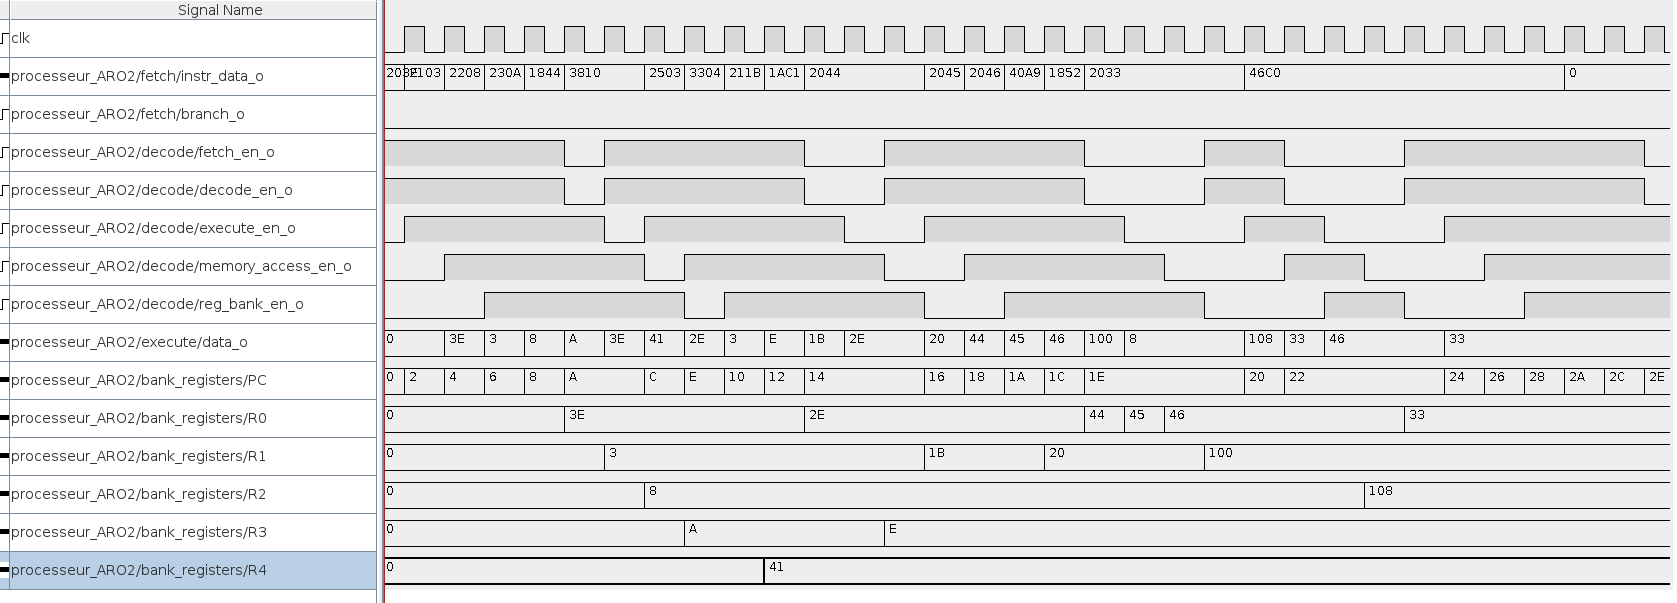 Signal Name
clk
processeur_ARO2/fetch/instr_data_o 2103 2208 230A 1844 3810 2503 3304 211B 1AC1 2044 2045 2046 40A9 1852 2033 46C0 0
processeur_ARO2/fetch/branch_o
processeur_ARO2/decode/fetch_en_o
processeur_ARO2/decode/decode_en_o
processeur_ARO2/decode/execute_en_o
processeur_ARO2/decode/memory_access_en_o
processeur_ARO2/decode/reg_bank_en_o
processeur_ARO2/execute/data_o 0 3E 3 8 A 3E 41 2E 3 E 1B 2E 20 44 45 46 100 8 108 33 46 33
processeur_ARO2/bank_registers/PC 0 2 4 6 8 A C E 10 12 14 16 18 1A 1C 1E 20 22 24 26 28 2A 2C 2E
processeur_ARO2/bank_registers/R0 0 3E 2E 44 45 46 33
processeur_ARO2/bank_registers/R1 0 3 1B 20 100
processeur_ARO2/bank_registers/R2 0 8 108
processeur_ARO2/bank_registers/R3 0 A E
processeur_ARO2/bank_registers/R4 0 41